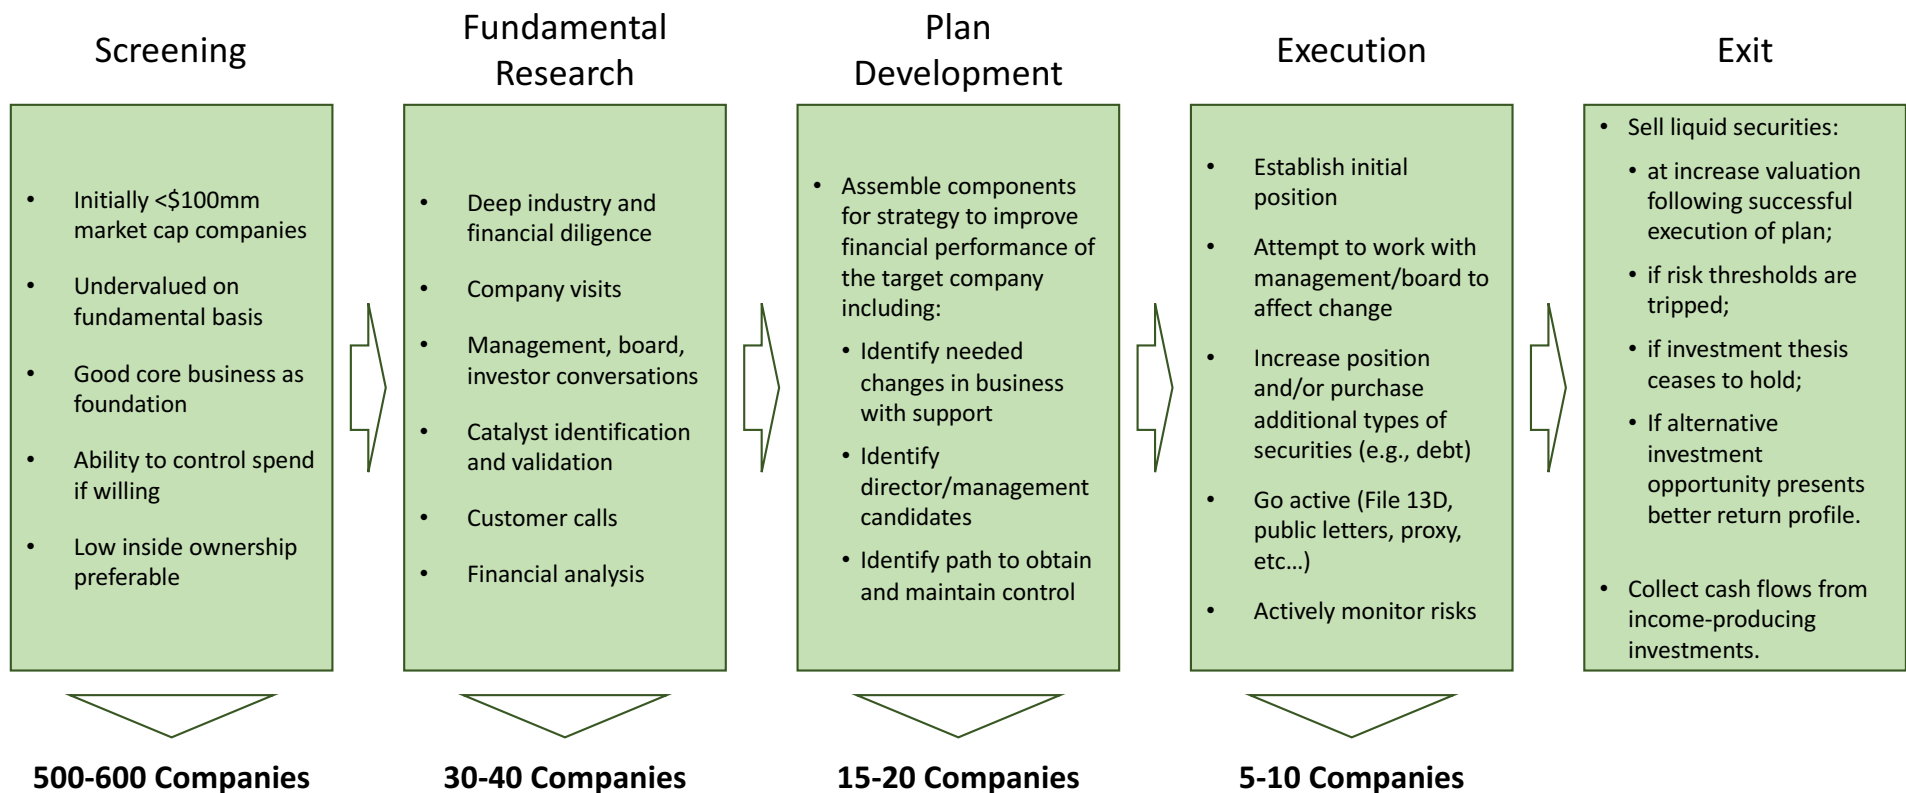 Screening
• Initially <$100mm
market cap companies
• Undervalued on
fundamental basis
• Good core business as
foundation
• Ability to control spend
if willing
• Low inside ownership
preferable
500-600 Companies
Fundamental
Research
• Deep industry and
financial diligence
• Company visits
• Management, board,
investor conversations
• Catalyst identification
and validation
• Customer calls
• Financial analysis
30-40 Companies
Plan
Development
• Assemble components
for strategy to improve
financial performance of
the target company
including:
• Identify needed
changes in business
with support
• Identify
director/management
candidates
• Identify path to obtain
and maintain control
15-20 Companies
Execution
• Establish initial
position
• Attempt to work with
management/board to
affect change
• Increase position
and/or purchase
additional types of
securities (e.g., debt)
• Go active (File 13D,
public letters, proxy,
etc…)
• Actively monitor risks
5-10 Companies
Exit
• Sell liquid securities:
• at increase valuation
following successful
execution of plan;
• if risk thresholds are
tripped;
• if investment thesis
ceases to hold;
• If alternative
investment
opportunity presents
better return profile.
• Collect cash flows from
income-producing
investments.